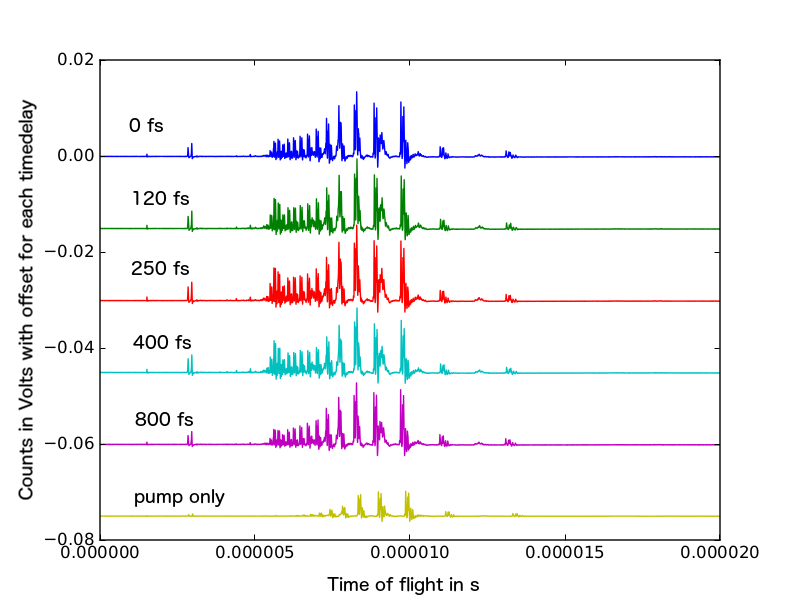 0.02
0 fs
0.00
120 fs
−0.02
250 fs
−0.04
400 fs
800 fs
−0.06
pump only
−0.08
0.000000
0.000005
0.000010
0.000015
0.000020
Time of flight in s
Counts in Volts with offset for each timedelay